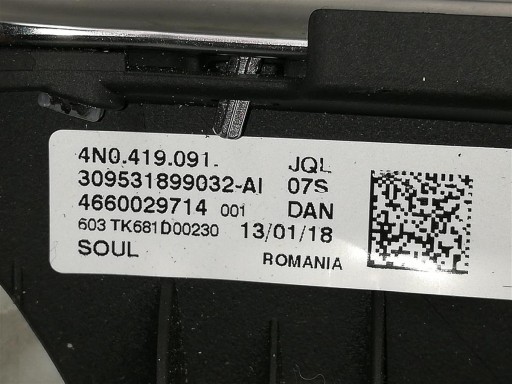 4N0.419.091.
JQL
309531899032-AI
07S
4660029714 001
DAN
603 TK681D00230
13/01/18
SOUL
ROMANIA